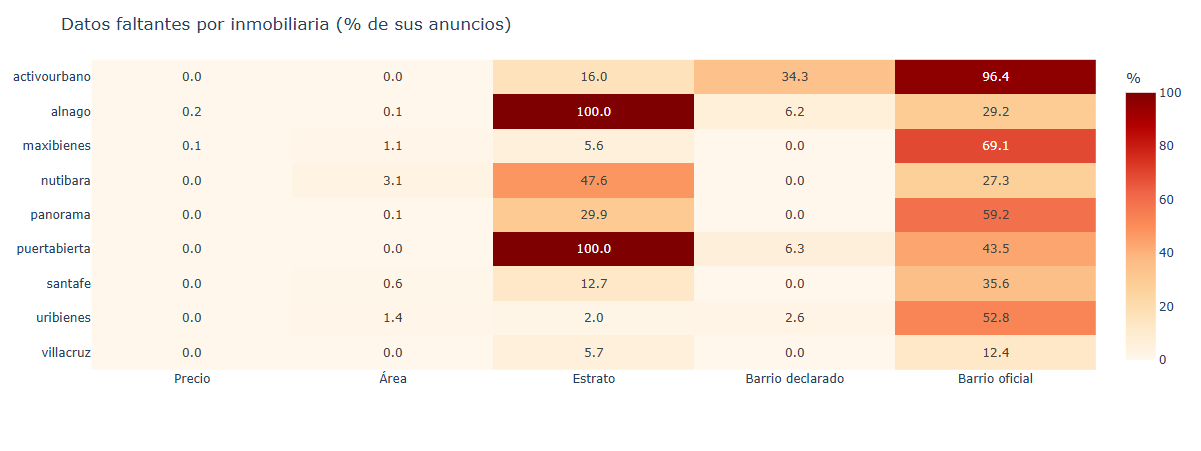 Datos faltantes por inmobiliaria (% de sus anuncios)
activourbano 0.0 0.0 16.0 34.3 96.4
alnago 0.2 0.1 100.0 6.2 29.2
maxibienes 0.1 1.1 5.6 0.0 69.1
nutibara 0.0 3.1 47.6 0.0 27.3
panorama 0.0 0.1 29.9 0.0 59.2
puertabierta 0.0 0.0 100.0 6.3 43.5
santafe 0.0 0.6 12.7 0.0 35.6
uribienes 0.0 1.4 2.0 2.6 52.8
villacruz 0.0 0.0 5.7 0.0 12.4
Precio Área Estrato Barrio declarado Barrio oficial
%
100
80
60
40
20
0